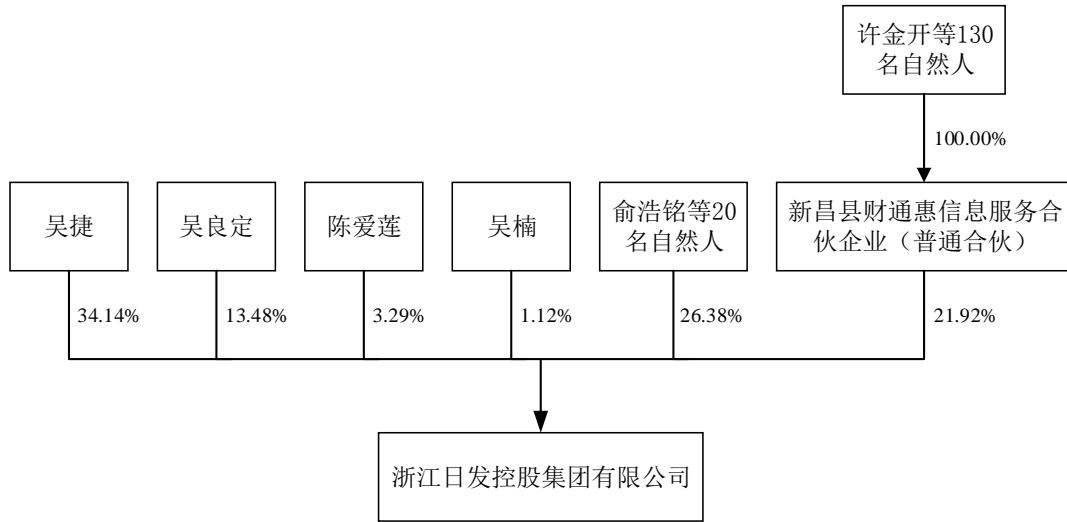 许金开等130
名自然人
100.00%
吴捷
吴良定
陈爱莲
吴楠
俞浩铭等20
名自然人
新昌县财通惠信息服务合
伙企业（普通合伙）
34.14%
13.48%
3.29%
1.12%
26.38%
21.92%
浙江日发控股集团有限公司